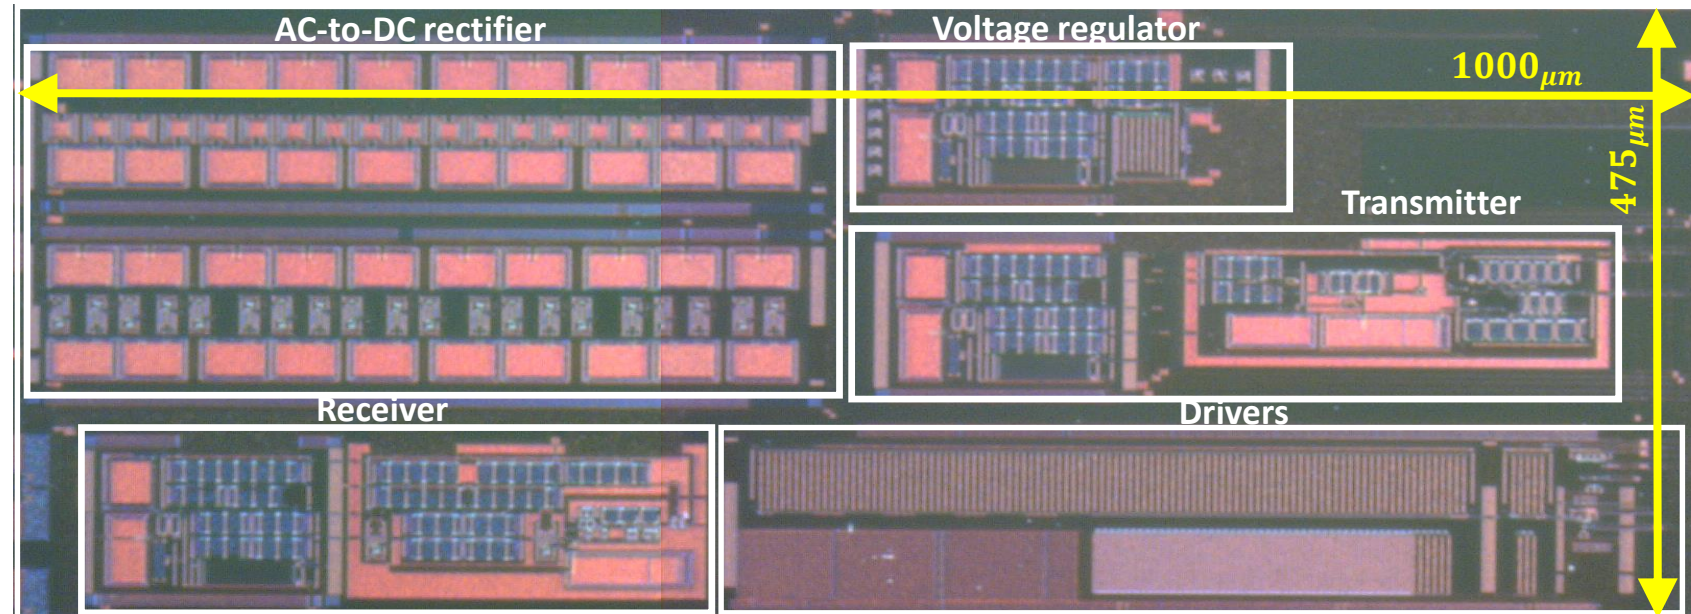 AC-to-DC rectifier
Voltage regulator
1000μm
475μm
Transmitter
Receiver
Drivers